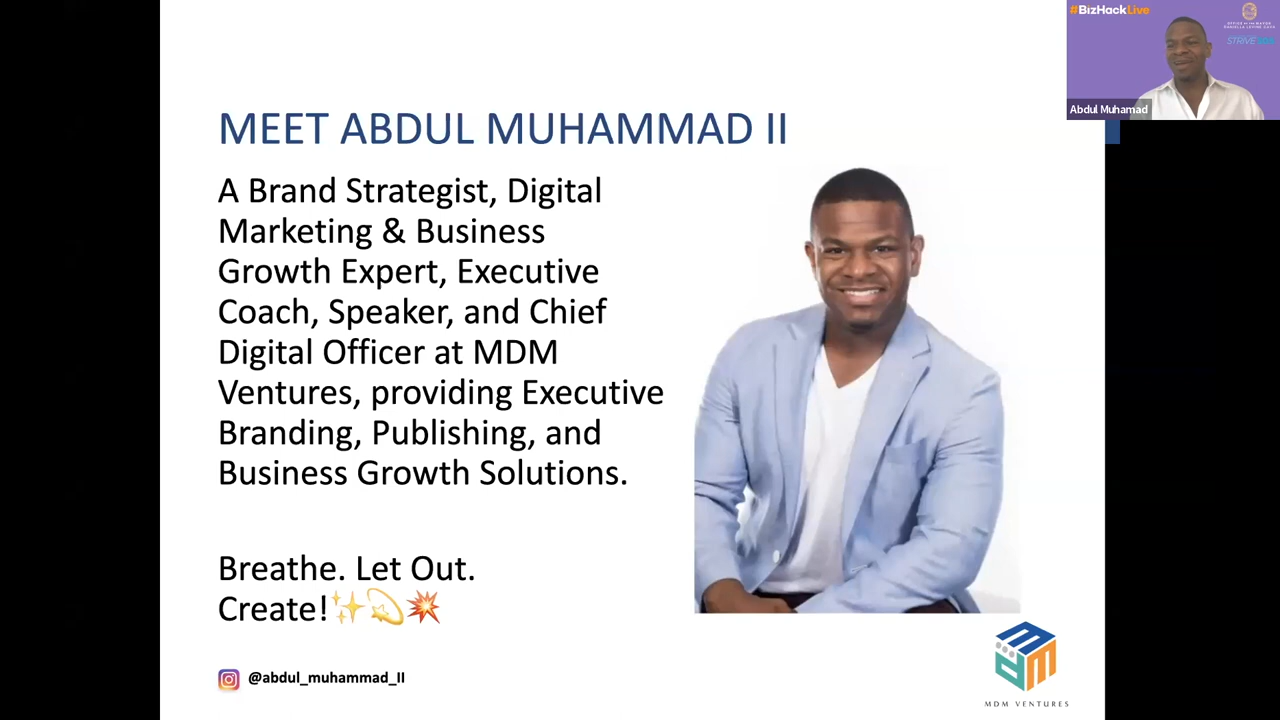 #BizHackLive
Abdul Muhamad
MEET ABDUL MUHAMMAD II
A Brand Strategist, Digital
Marketing & Business
Growth Expert, Executive
Coach, Speaker, and Chief
Digital Officer at MDM
Ventures, providing Executive
Branding, Publishing, and
Business Growth Solutions.
Breathe. Let Out.
Create!✨💫💥
@abdul_muhammad_II
MDM VENTURES